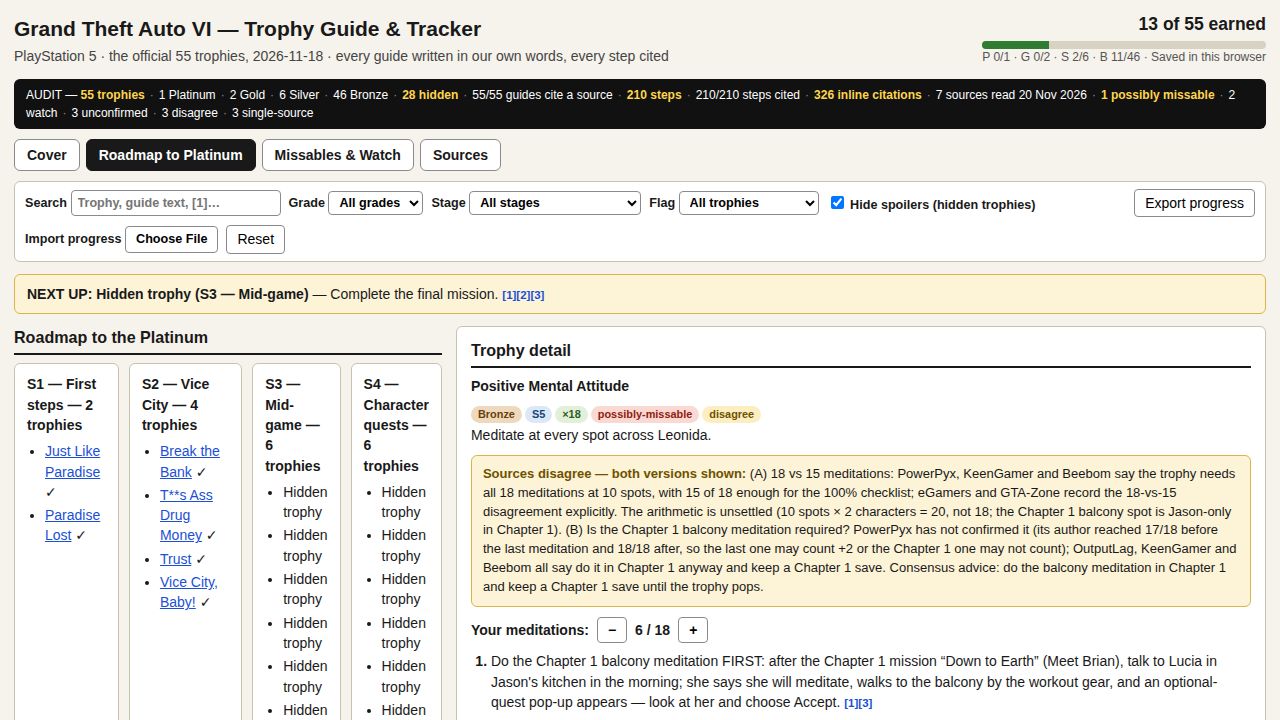 Grand Theft Auto VI — Trophy Guide & Tracker
PlayStation 5 · the official 55 trophies, 2026-11-18 · every guide written in our own words, every step cited
13 of 55 earned
P 0/1 · G 0/2 · S 2/6 · B 11/46 · Saved in this browser
AUDIT — 55 trophies · 1 Platinum · 2 Gold · 6 Silver · 46 Bronze · 28 hidden · 55/55 guides cite a source · 210 steps · 210/210 steps cited · 326 inline citations · 7 sources read 20 Nov 2026 · 1 possibly missable · 2
watch · 3 unconfirmed · 3 disagree · 3 single-source
Cover
Roadmap to Platinum
Missables & Watch
Sources
Search Trophy, guide text, [1]… Grade All grades Stage All stages Flag All trophies Hide spoilers (hidden trophies) Export progress
Import progress Choose File Reset
NEXT UP: Hidden trophy (S3 — Mid-game) — Complete the final mission. [1][2][3]
Roadmap to the Platinum
S1 — First
steps — 2
trophies
Just Like
Paradise
✓
Paradise
Lost ✓
S2 — Vice
City — 4
trophies
Break the
Bank ✓
T**s Ass
Drug
Money ✓
Trust ✓
Vice City,
Baby! ✓
S3 —
Mid-
game —
6
trophies
Hidden
trophy
Hidden
trophy
Hidden
trophy
Hidden
trophy
Hidden
trophy
Hidden
S4 —
Character
quests —
6
trophies
Hidden
trophy
Hidden
trophy
Hidden
trophy
Hidden
trophy
Hidden
trophy
Hidden
Trophy detail
Positive Mental Attitude
Bronze S5 ×18 possibly-missable disagree
Meditate at every spot across Leonida.
Sources disagree — both versions shown: (A) 18 vs 15 meditations: PowerPyx, KeenGamer and Beebom say the trophy needs
all 18 meditations at 10 spots, with 15 of 18 enough for the 100% checklist; eGamers and GTA-Zone record the 18-vs-15
disagreement explicitly. The arithmetic is unsettled (10 spots × 2 characters = 20, not 18; the Chapter 1 balcony spot is Jason-only
in Chapter 1). (B) Is the Chapter 1 balcony meditation required? PowerPyx has not confirmed it (its author reached 17/18 before
the last meditation and 18/18 after, so the last one may count +2 or the Chapter 1 one may not count); OutputLag, KeenGamer and
Beebom all say do it in Chapter 1 anyway and keep a Chapter 1 save. Consensus advice: do the balcony meditation in Chapter 1
and keep a Chapter 1 save until the trophy pops.
Your meditations: − 6 / 18 +
1. Do the Chapter 1 balcony meditation FIRST: after the Chapter 1 mission “Down to Earth” (Meet Brian), talk to Lucia in
Jason's kitchen in the morning; she says she will meditate, walks to the balcony by the workout gear, and an optional-
quest pop-up appears — look at her and choose Accept. [1][3]